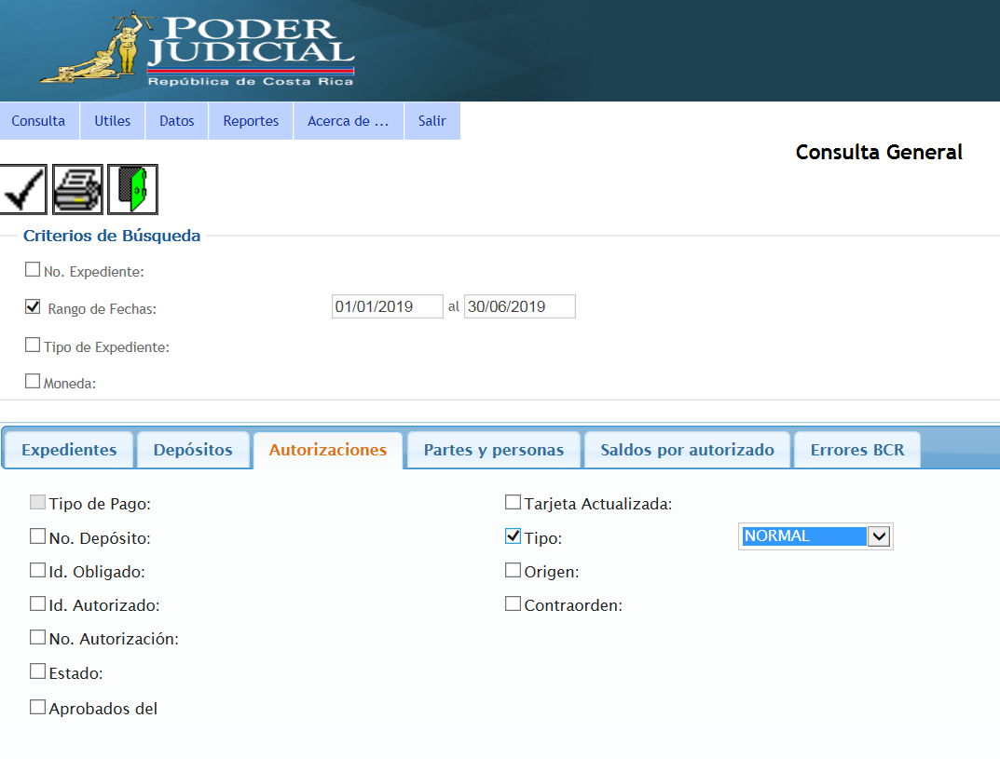 PODER
JUDICIAL
República de Costa Rica
Consulta Utiles Datos Reportes Acerca de ... Salir
Consulta General
Criterios de Búsqueda
No. Expediente:
Rango de Fechas: 01/01/2019 al 30/06/2019
Tipo de Expediente:
Moneda:
Expedientes Depósitos Autorizaciones Partes y personas Saldos por autorizado Errores BCR
Tipo de Pago: Tarjeta Actualizada:
No. Depósito: Tipo: NORMAL
Id. Obligado: Origen:
Id. Autorizado: Contraorden:
No. Autorización:
Estado:
Aprobados del